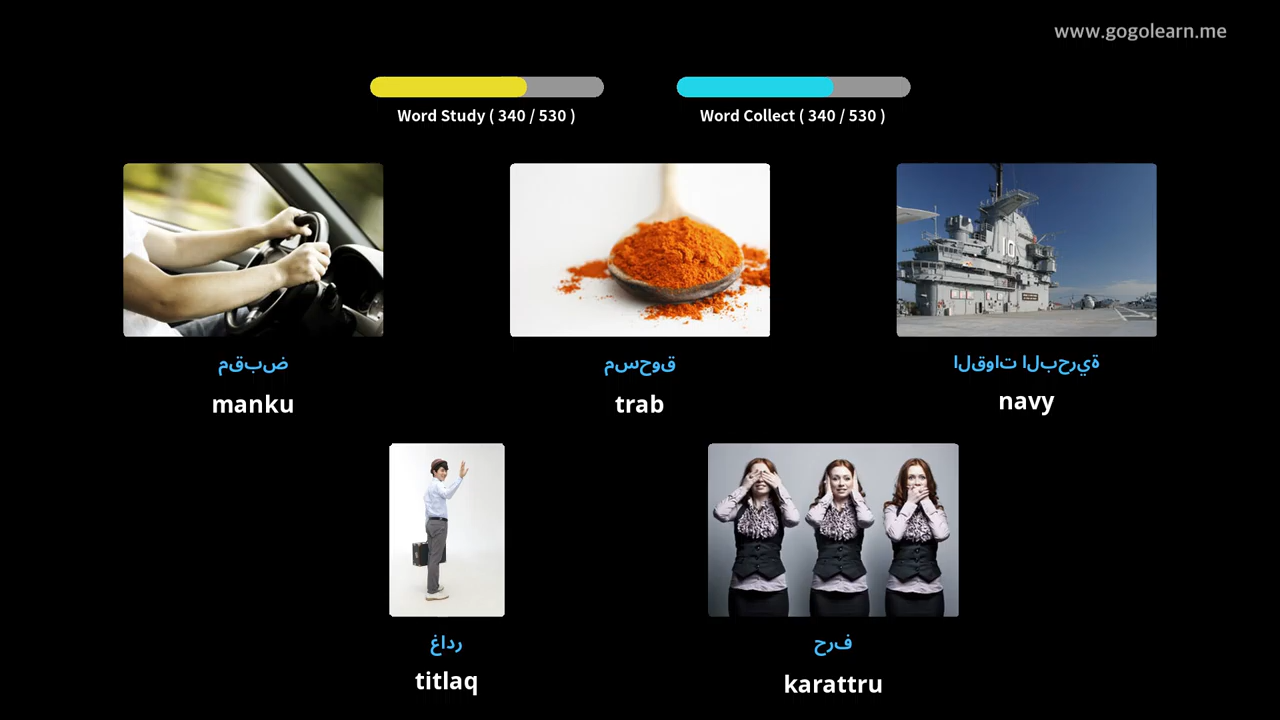 www.gogolearn.me
Word Study ( 340 / 530 )
Word Collect ( 340 / 530 )
مقبض
manku
مسحوق
trab
القوات البحرية
navy
غادر
titlaq
حرف
karattru